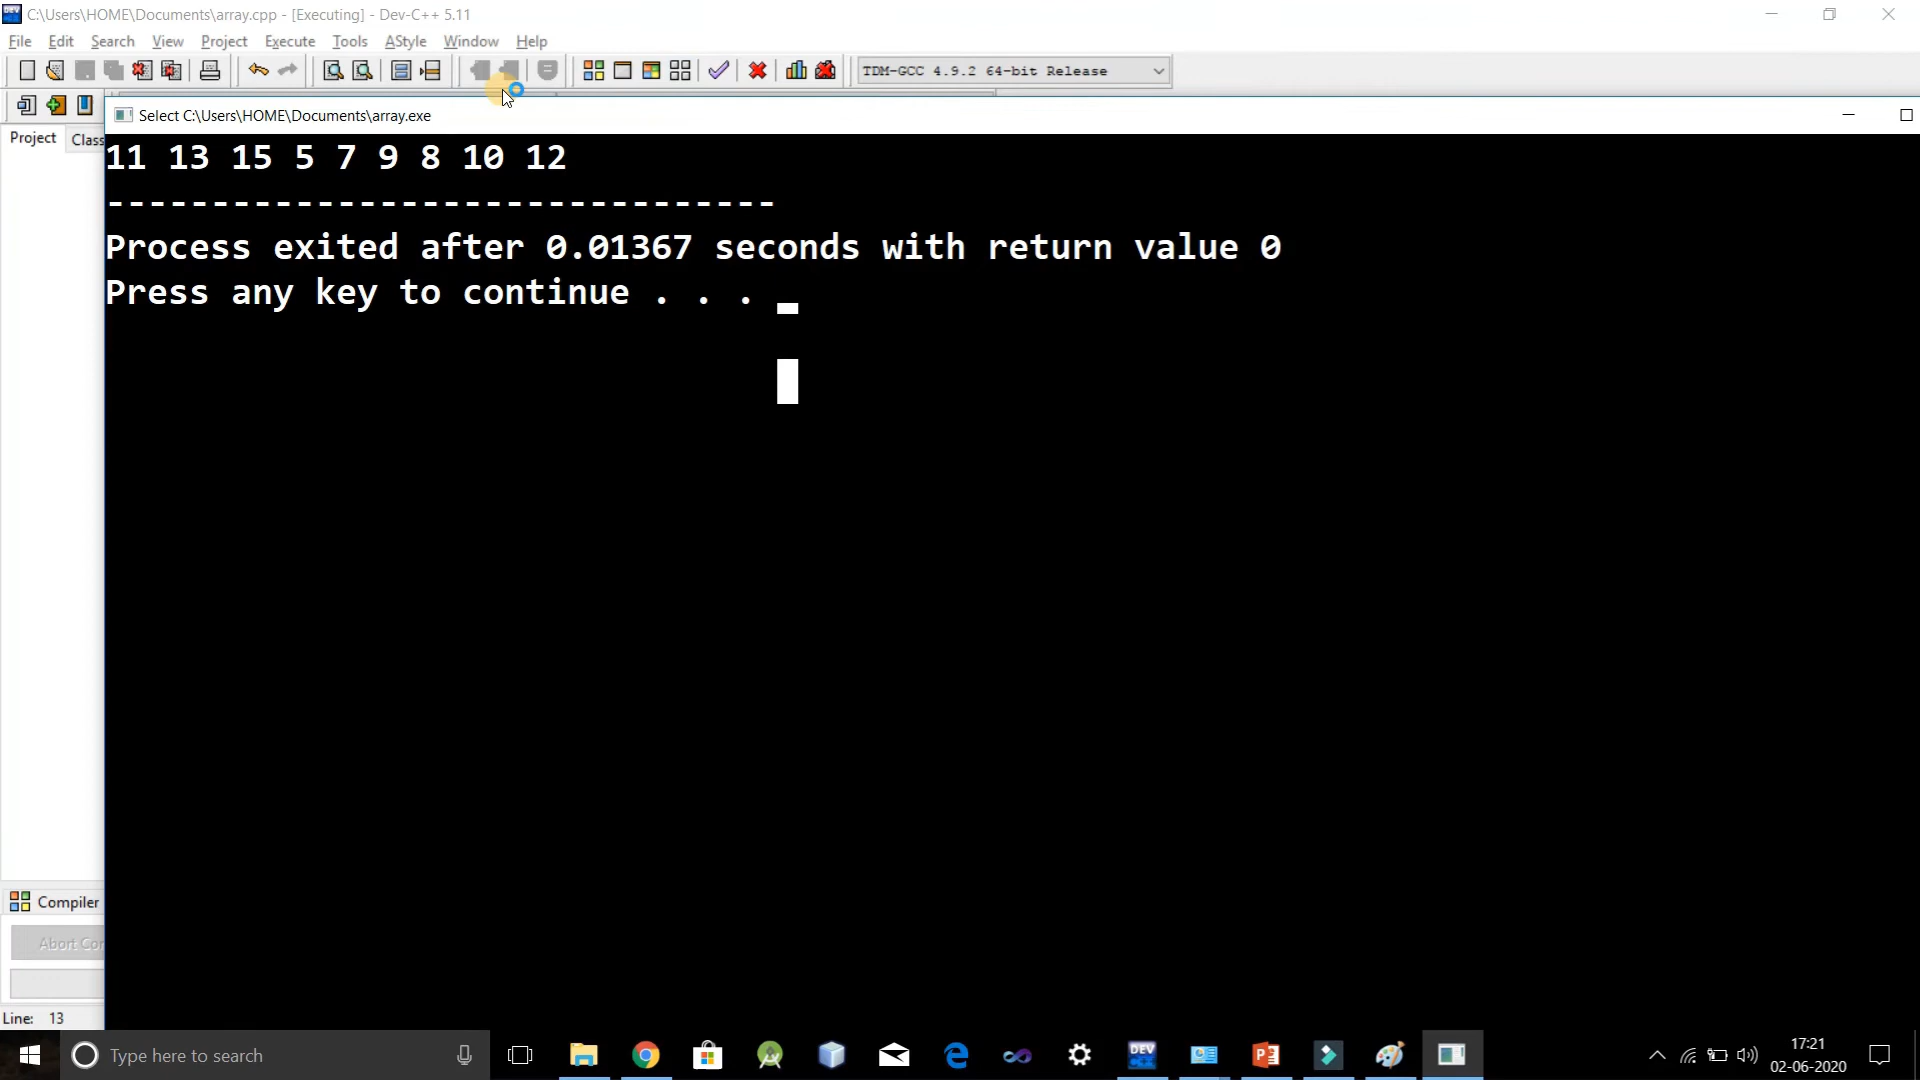 C:\Users\HOME\Documents\array.cpp - [Executing] - Dev-C++ 5.11
File Edit Search View Project Execute Tools AStyle Window Help
TDM-GCC 4.9.2 64-bit Release
Select C:\Users\HOME\Documents\array.exe
Project Class
11 13 15 5 7 9 8 10 12
--------------------------------
Process exited after 0.01367 seconds with return value 0
Press any key to continue . . .
Compiler
Abort Co
Line: 13
Type here to search
DEV
17:21
02-06-2020